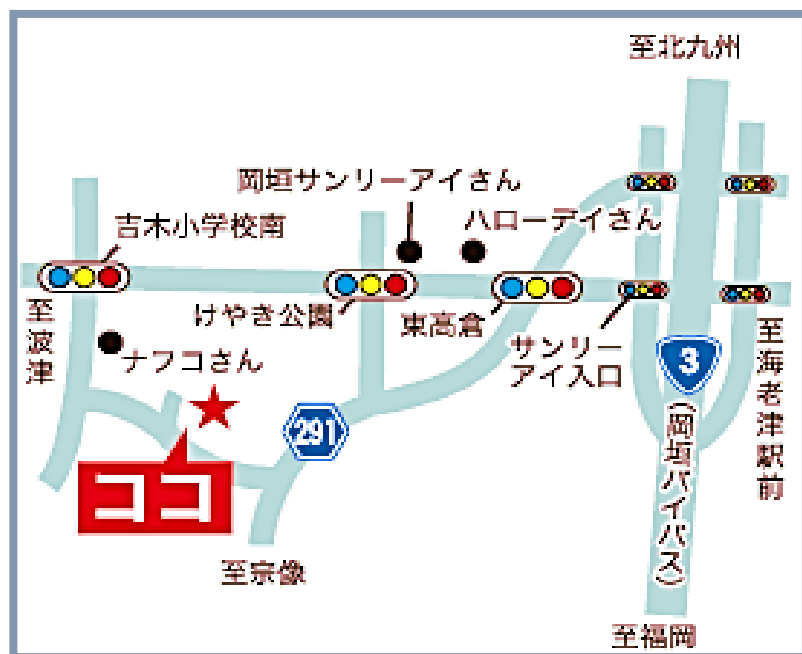 至北九州
岡垣サンリーアイさん
ハローデイさん
吉木小学校南
けやき公園
東高倉
サンリー
アイ入口
至波津
ナフコさん
3
(岡垣バイパス)
至海老津駅前
291
ココ
至宗像
至福岡